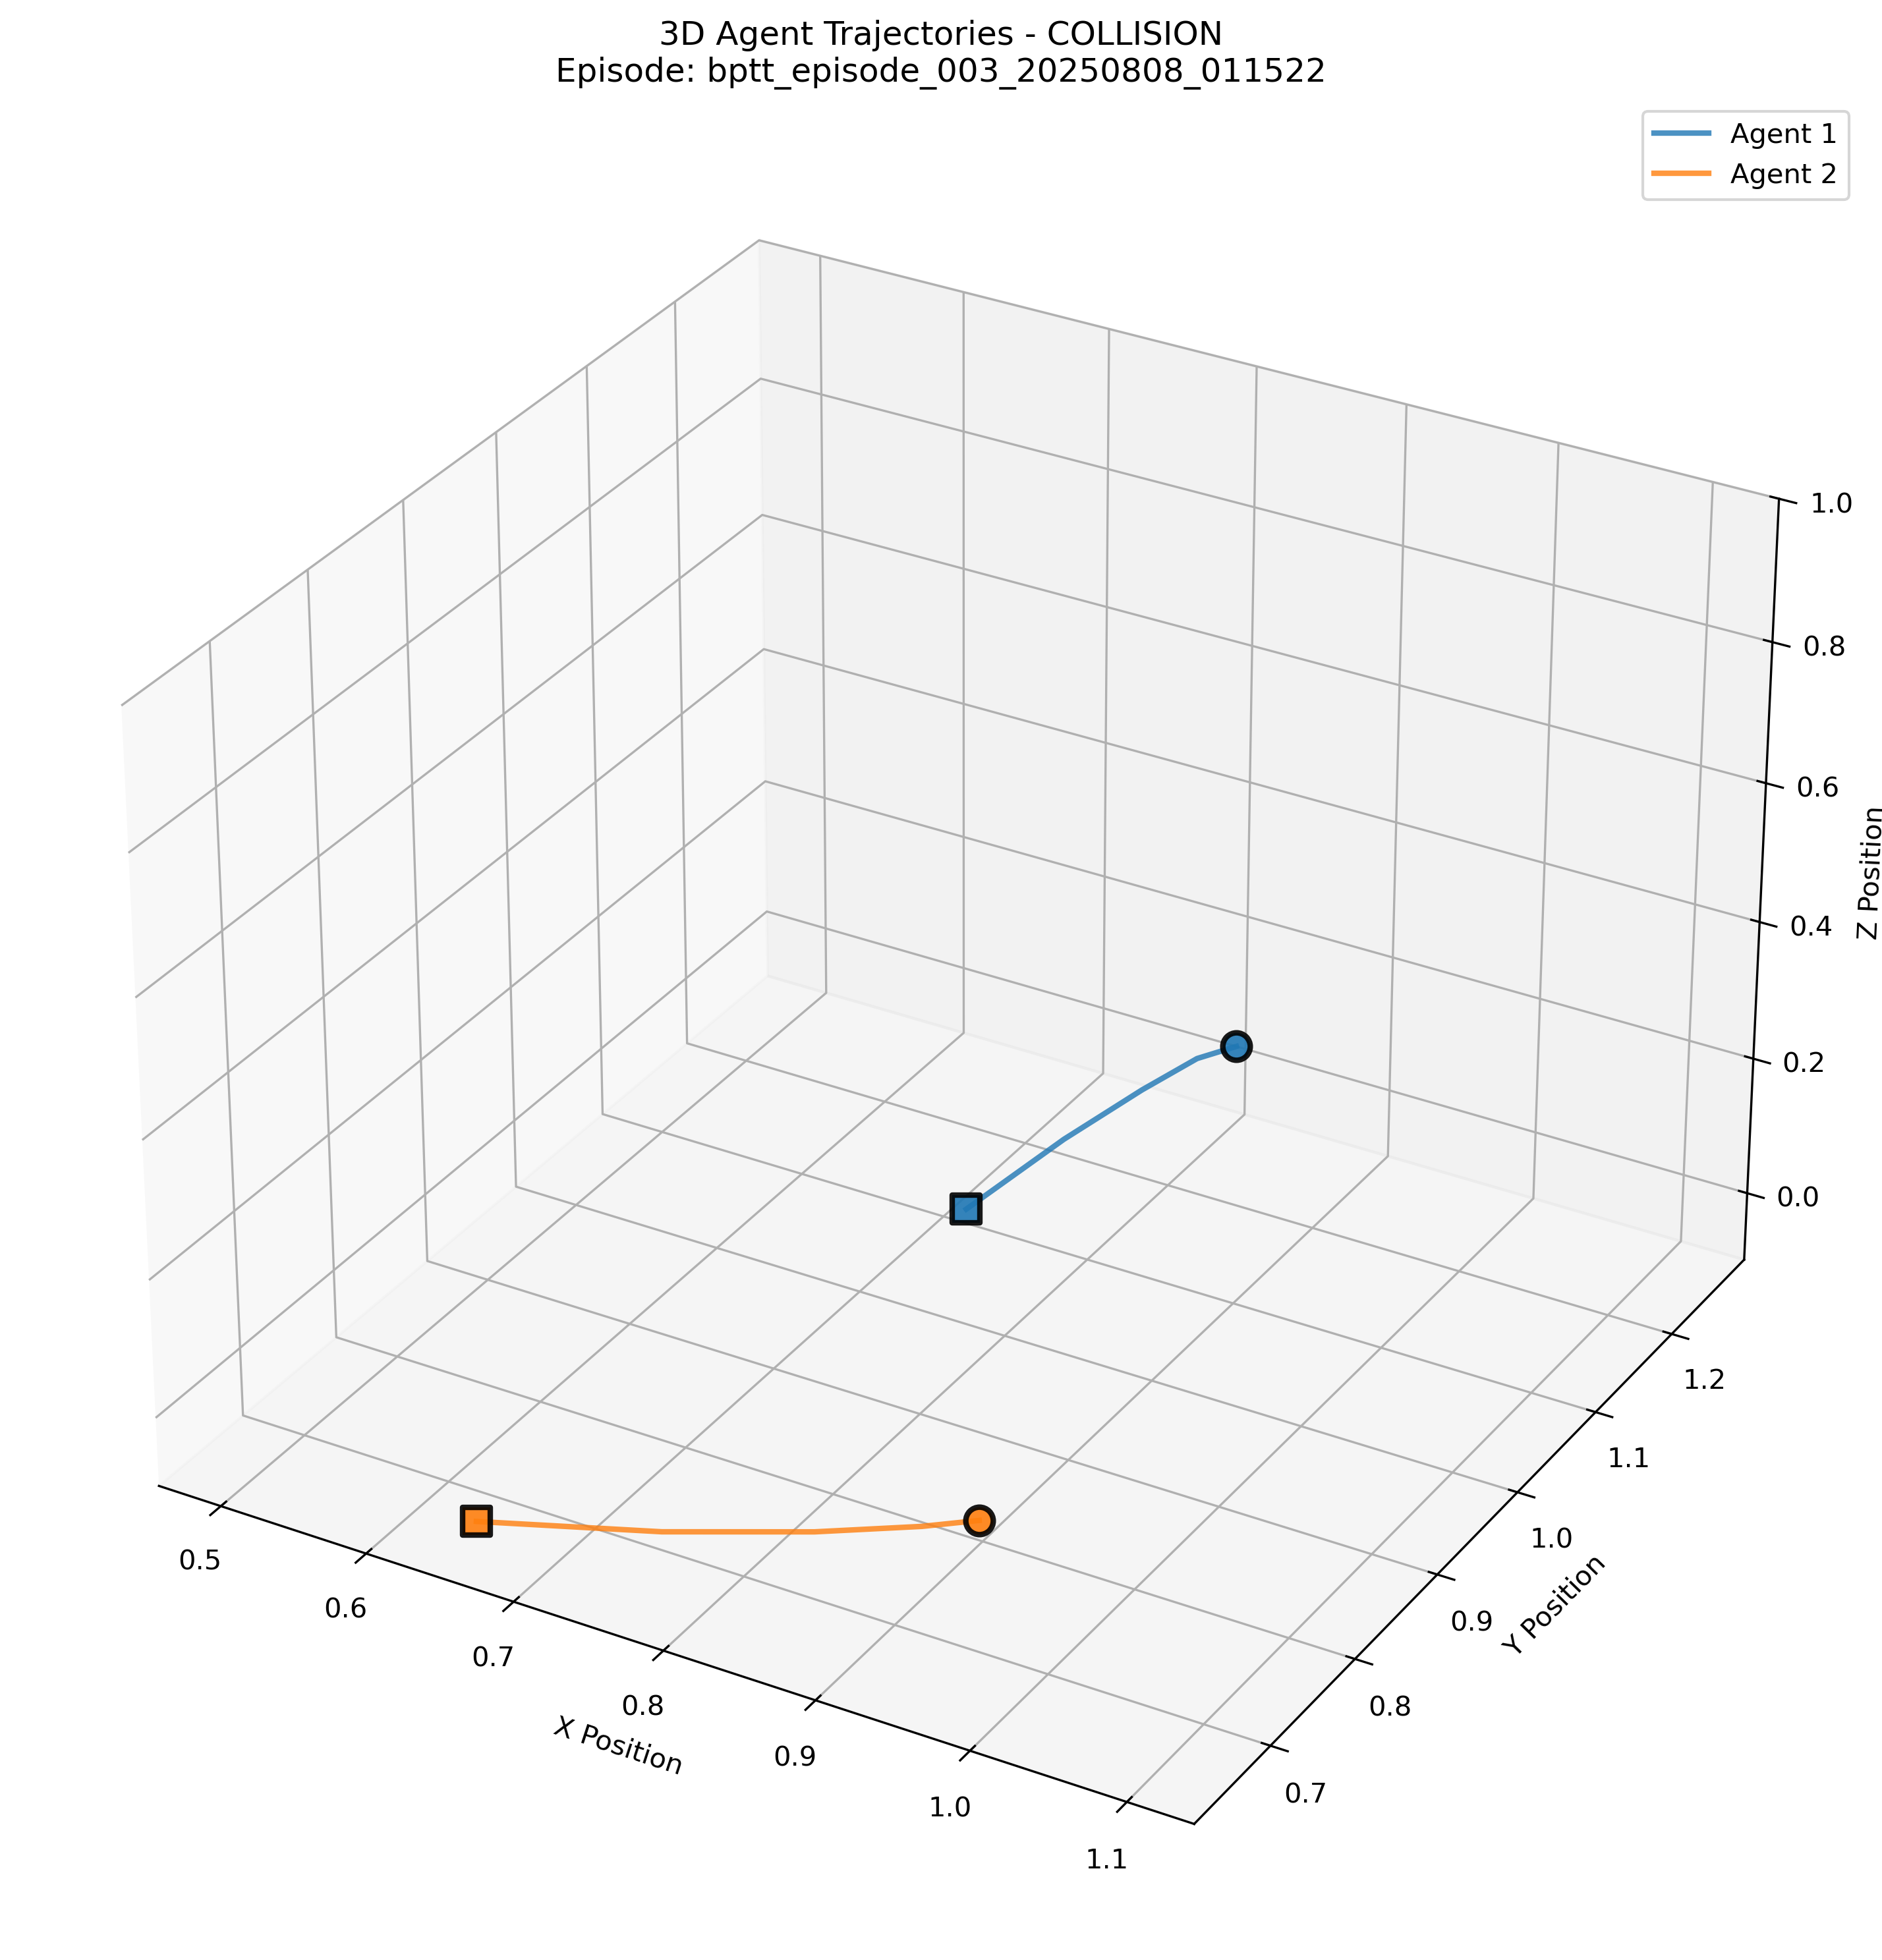 3D Agent Trajectories - COLLISION
Episode: bptt_episode_003_20250808_011522
Agent 1
Agent 2
1.0
0.8
0.6
0.4
0.2
0.0
Z Position
1.2
1.1
1.0
0.9
0.8
0.7
Y Position
0.5
0.6
0.7
0.8
0.9
1.0
1.1
X Position